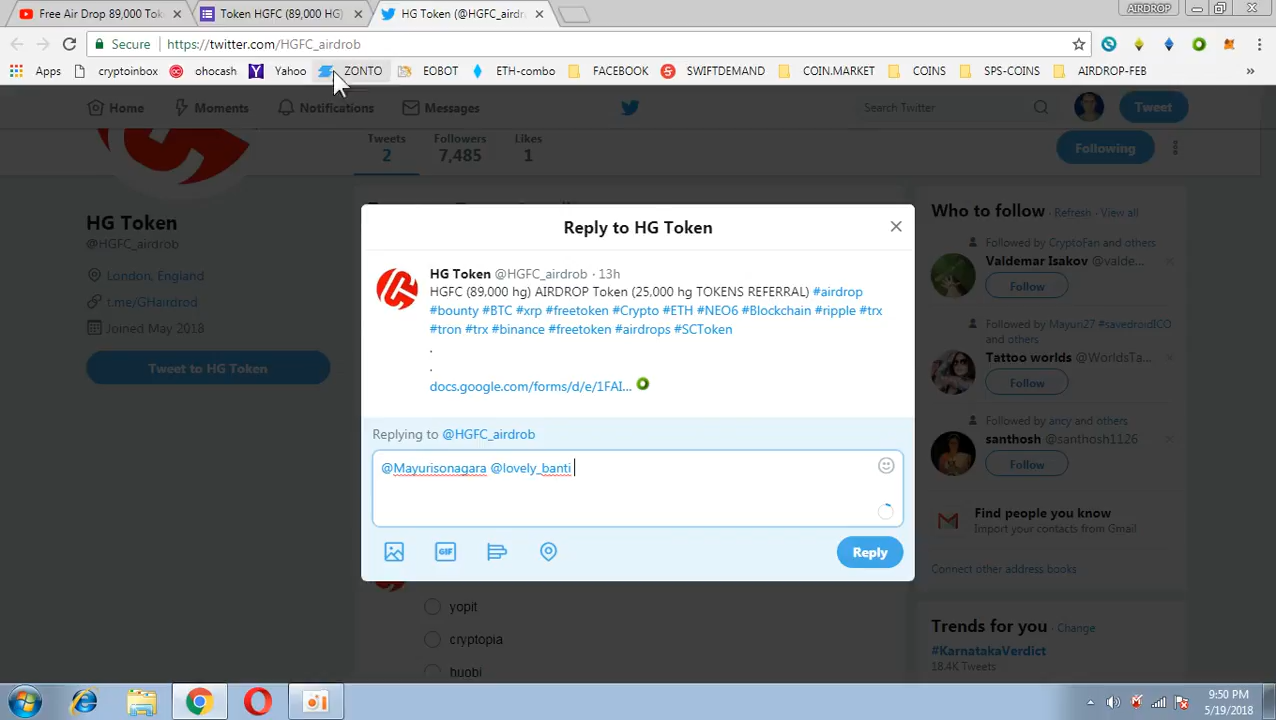 Free Air Drop 89,000 Toke
Token HGFC (89,000 HG)
HG Token (@HGFC_airdr
AIRDROP
Secure
https://twitter.com/HGFC_airdrob
Apps
cryptoinbox
ohocash
Yahoo
ZONTO
EOBOT
ETH-combo
FACEBOOK
SWIFTDEMAND
COIN.MARKET
COINS
SPS-COINS
AIRDROP-FEB
»
Home
Moments
Notifications
Messages
Search Twitter
Tweet
Tweets
2
Followers
7,485
Likes
1
Following
HG Token
@HGFC_airdrob
London, England
t.me/GHairdrod
Joined May 2018
Tweet to HG Token
Reply to HG Token
HG Token @HGFC_airdrob · 13h
HGFC (89,000 hg) AIRDROP Token (25,000 hg TOKENS REFERRAL) #airdrop
#bounty #BTC #xrp #freetoken #Crypto #ETH #NEO6 #Blockchain #ripple #trx
#tron #trx #binance #freetoken #airdrops #SCToken
.
.
docs.google.com/forms/d/e/1FAI...
Replying to @HGFC_airdrob
@Mayurisonagara @lovely_banti
GIF
Reply
yopit
cryptopia
huobi
Who to follow · Refresh · View all
Followed by CryptoFan and others
Valdemar Isakov @valde...
Follow
Followed by Mayuri27 #savedroidICO
and others
Tattoo worlds @WorldsTa...
Follow
Followed by ancy and others
santhosh @santhosh1126
Follow
Find people you know
Import your contacts from Gmail
Connect other address books
Trends for you · Change
#KarnatakaVerdict
18.4K Tweets
9:50 PM
5/19/2018